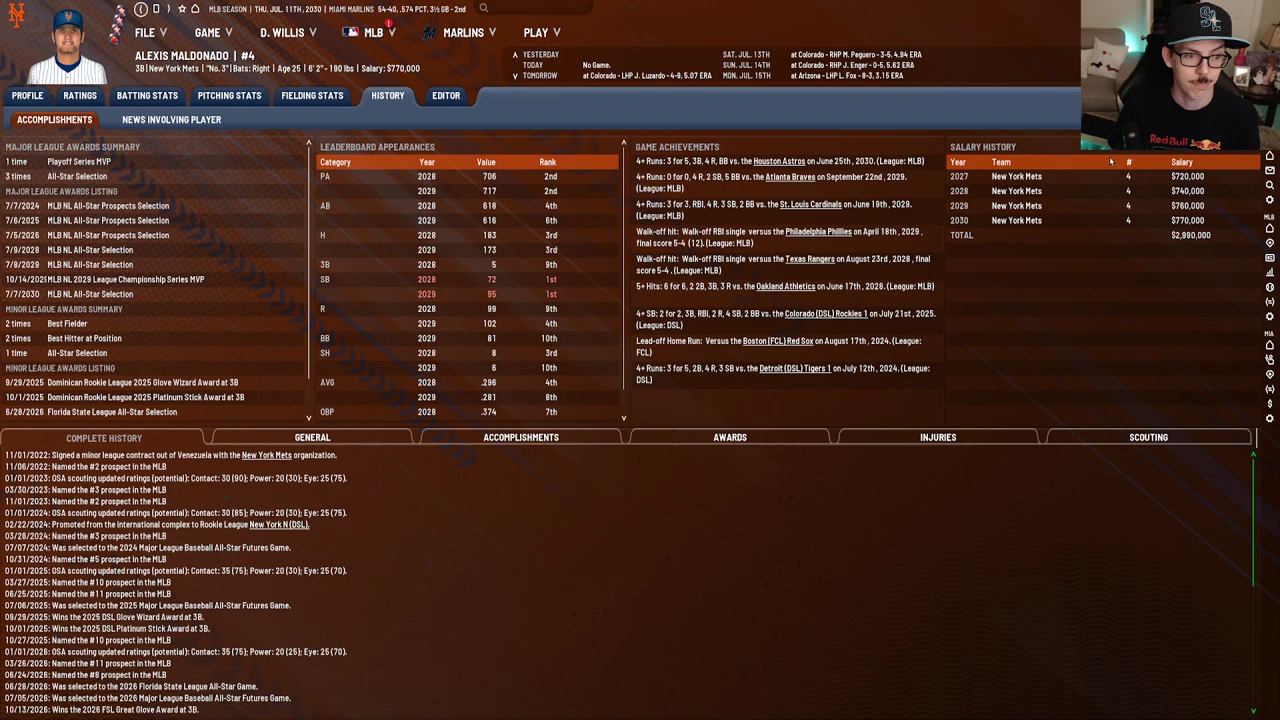 MLB SEASON | THU. JUL. 11TH, 2030 | MIAMI MARLINS 54-40, .574 PCT, 3½ GB - 2nd
FILE GAME D. WILLIS MLB MARLINS PLAY
ALEXIS MALDONADO | #4
3B | New York Mets | "No. 3" | Bats: Right | Age 25 | 6' 2" - 190 lbs | Salary: $770,000
YESTERDAY
TODAY No Game.
TOMORROW at Colorado - LHP J. Luzardo - 4-9, 5.07 ERA
SAT. JUL. 13TH at Colorado - RHP M. Peguero - 3-5, 4.94 ERA
SUN. JUL. 14TH at Colorado - RHP J. Enger - 0-5, 5.62 ERA
MON. JUL. 15TH at Arizona - LHP L. Fox - 8-3, 3.15 ERA
PROFILE RATINGS BATTING STATS PITCHING STATS FIELDING STATS HISTORY EDITOR
ACCOMPLISHMENTS NEWS INVOLVING PLAYER
MAJOR LEAGUE AWARDS SUMMARY
1 time Playoff Series MVP
3 times All-Star Selection
MAJOR LEAGUE AWARDS LISTING
7/7/2024 MLB NL All-Star Prospects Selection
7/6/2025 MLB NL All-Star Prospects Selection
7/5/2026 MLB NL All-Star Prospects Selection
7/9/2028 MLB NL All-Star Selection
7/8/2029 MLB NL All-Star Selection
10/14/202 MLB NL 2029 League Championship Series MVP
7/7/2030 MLB NL All-Star Selection
MINOR LEAGUE AWARDS SUMMARY
2 times Best Fielder
2 times Best Hitter at Position
1 time All-Star Selection
MINOR LEAGUE AWARDS LISTING
9/29/2025 Dominican Rookie League 2025 Glove Wizard Award at 3B
10/1/2025 Dominican Rookie League 2025 Platinum Stick Award at 3B
6/28/2026 Florida State League All-Star Selection
LEADERBOARD APPEARANCES
Category Year Value Rank
PA 2028 706 2nd
2029 717 2nd
AB 2028 618 4th
2029 616 6th
H 2028 183 3rd
2029 173 3rd
3B 2028 5 9th
SB 2028 72 1st
2029 95 1st
R 2028 99 9th
2029 102 4th
BB 2029 81 10th
SH 2028 8 3rd
2029 6 10th
AVG 2028 .296 4th
2029 .281 8th
OBP 2028 .374 7th
GAME ACHIEVEMENTS
4+ Runs: 3 for 5, 3B, 4 R, BB vs. the Houston Astros on June 25th , 2030. (League: MLB)
4+ Runs: 0 for 0, 4 R, 2 SB, 5 BB vs. the Atlanta Braves on September 22nd , 2029.
(League: MLB)
4+ Runs: 3 for 3, RBI, 4 R, 3 SB, 2 BB vs. the St. Louis Cardinals on June 19th , 2029.
(League: MLB)
Walk-off hit: Walk-off RBI single versus the Philadelphia Phillies on April 18th , 2029 ,
final score 5-4 (12). (League: MLB)
Walk-off hit: Walk-off RBI single versus the Texas Rangers on August 23rd , 2028 , final
score 5-4 . (League: MLB)
5+ Hits: 6 for 6, 2 2B, 3B, 3 R vs. the Oakland Athletics on June 17th , 2028. (League: MLB)
4+ SB: 2 for 2, 3B, RBI, 2 R, 4 SB, 2 BB vs. the Colorado (DSL) Rockies 1 on July 21st , 2025.
(League: DSL)
Lead-off Home Run: Versus the Boston (FCL) Red Sox on August 17th , 2024. (League:
FCL)
4+ Runs: 3 for 5, 2B, 4 R, 3 SB vs. the Detroit (DSL) Tigers 1 on July 12th , 2024. (League:
DSL)
SALARY HISTORY
Year Team # Salary
2027 New York Mets 4 $720,000
2028 New York Mets 4 $740,000
2029 New York Mets 4 $760,000
2030 New York Mets 4 $770,000
TOTAL $2,990,000
Red Bull
MLB
MIA
COMPLETE HISTORY GENERAL ACCOMPLISHMENTS AWARDS INJURIES SCOUTING
11/01/2022: Signed a minor league contract out of Venezuela with the New York Mets organization.
11/06/2022: Named the #2 prospect in the MLB
01/01/2023: OSA scouting updated ratings (potential): Contact: 30 (90); Power: 20 (30); Eye: 25 (75).
03/30/2023: Named the #3 prospect in the MLB
11/01/2023: Named the #2 prospect in the MLB
01/01/2024: OSA scouting updated ratings (potential): Contact: 30 (85); Power: 20 (30); Eye: 25 (75).
02/22/2024: Promoted from the international complex to Rookie League New York N (DSL).
03/28/2024: Named the #3 prospect in the MLB
07/07/2024: Was selected to the 2024 Major League Baseball All-Star Futures Game.
10/31/2024: Named the #5 prospect in the MLB
01/01/2025: OSA scouting updated ratings (potential): Contact: 35 (75); Power: 20 (30); Eye: 25 (70).
03/27/2025: Named the #10 prospect in the MLB
06/25/2025: Named the #11 prospect in the MLB
07/06/2025: Was selected to the 2025 Major League Baseball All-Star Futures Game.
09/29/2025: Wins the 2025 DSL Glove Wizard Award at 3B.
10/01/2025: Wins the 2025 DSL Platinum Stick Award at 3B.
10/27/2025: Named the #10 prospect in the MLB
01/01/2026: OSA scouting updated ratings (potential): Contact: 35 (75); Power: 20 (25); Eye: 25 (70).
03/26/2026: Named the #11 prospect in the MLB
06/24/2026: Named the #8 prospect in the MLB
06/28/2026: Was selected to the 2026 Florida State League All-Star Game.
07/05/2026: Was selected to the 2026 Major League Baseball All-Star Futures Game.
10/13/2026: Wins the 2026 FSL Great Glove Award at 3B.